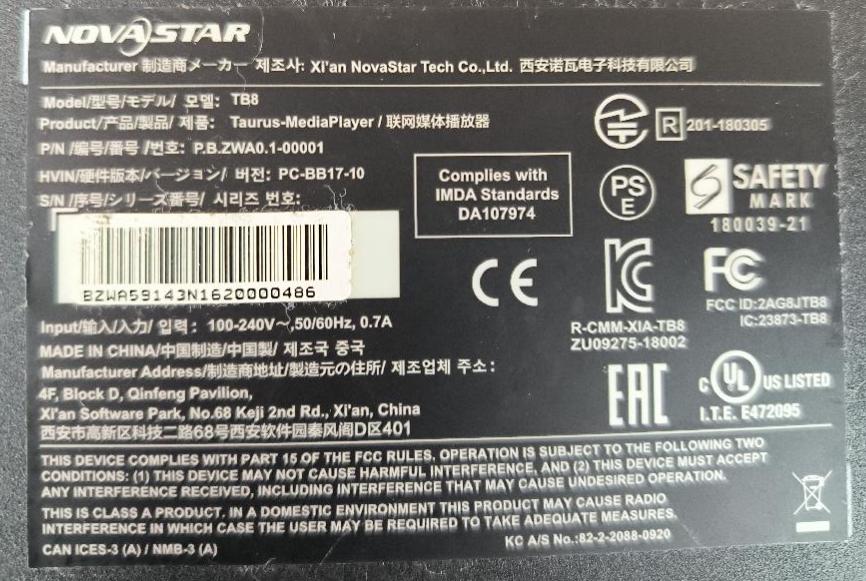 NOVASTAR
Manufacturer 制造商メーカー 제조사: Xi'an NovaStar Tech Co.,Ltd. 西安诺瓦电子科技有限公司
Model/型号/モデル/ 모델: TB8
Product/产品/製品/ 제품: Taurus-MediaPlayer / 联网媒体播放器
P/N /编号/番号 /번호: P.B.ZWA0.1-00001
HVIN/硬件版本/バージョン/ 버전: PC-BB17-10
S/N /序号/シリーズ番号/ 시리즈 번호:
BZWA59143N1620000486
Complies with
IMDA Standards
DA107974
R 201-180305
PS
E
SAFETY
MARK
180039-21
CE
KC
R-CMM-XIA-TB8
ZU09275-18002
FC
FCC ID:2AG8JTB8
IC:23873-TB8
EAC
C UL US LISTED
I.T.E. E472095
Input/输入/入力/ 입력: 100-240V~,50/60Hz, 0.7A
MADE IN CHINA/中国制造/中国製/ 제조국 중국
Manufacturer Address/制造商地址/製造元の住所/ 제조업체 주소:
4F, Block D, Qinfeng Pavilion,
Xi'an Software Park, No.68 Keji 2nd Rd., Xi'an, China
西安市高新区科技二路68号西安软件园秦风阁D区401
THIS DEVICE COMPLIES WITH PART 15 OF THE FCC RULES, OPERATION IS SUBJECT TO THE FOLLOWING TWO
CONDITIONS: (1) THIS DEVICE MAY NOT CAUSE HARMFUL INTERFERENCE, AND (2) THIS DEVICE MUST ACCEPT
ANY INTERFERENCE RECEIVED, INCLUDING INTERFERENCE THAT MAY CAUSE UNDESIRED OPERATION.
THIS IS CLASS A PRODUCT. IN A DOMESTIC ENVIRONMENT THIS PRODUCT MAY CAUSE RADIO
INTERFERENCE IN WHICH CASE THE USER MAY BE REQUIRED TO TAKE ADEQUATE MEASURES.
CAN ICES-3 (A) / NMB-3 (A)
KC A/S No.:82-2-2088-0920